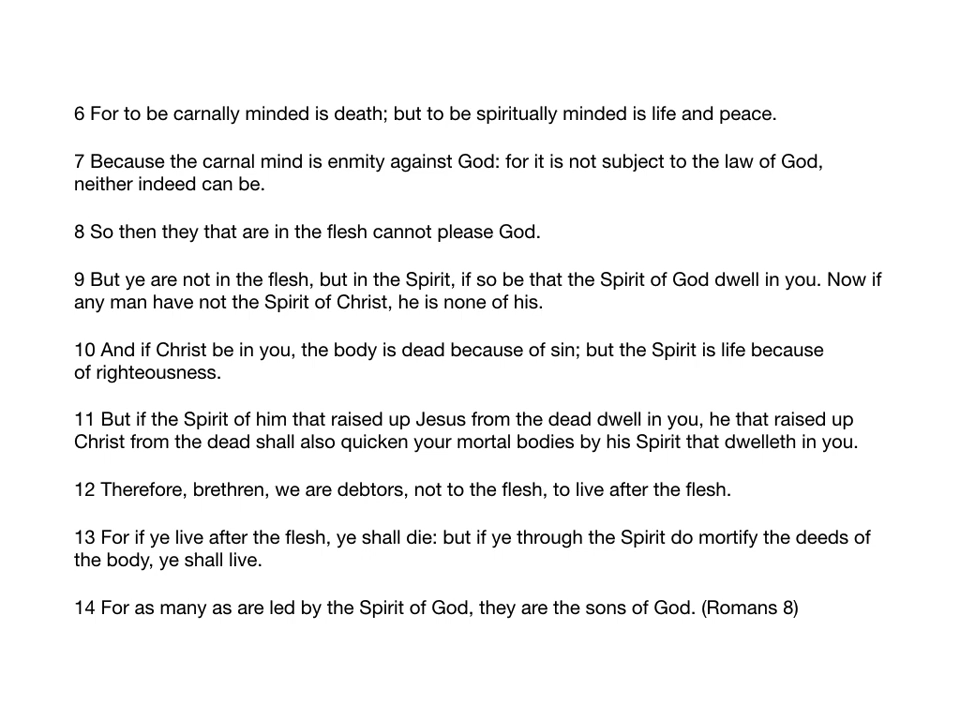 6 For to be carnally minded is death; but to be spiritually minded is life and peace.
7 Because the carnal mind is enmity against God: for it is not subject to the law of God,
neither indeed can be.
8 So then they that are in the flesh cannot please God.
9 But ye are not in the flesh, but in the Spirit, if so be that the Spirit of God dwell in you. Now if
any man have not the Spirit of Christ, he is none of his.
10 And if Christ be in you, the body is dead because of sin; but the Spirit is life because
of righteousness.
11 But if the Spirit of him that raised up Jesus from the dead dwell in you, he that raised up
Christ from the dead shall also quicken your mortal bodies by his Spirit that dwelleth in you.
12 Therefore, brethren, we are debtors, not to the flesh, to live after the flesh.
13 For if ye live after the flesh, ye shall die: but if ye through the Spirit do mortify the deeds of
the body, ye shall live.
14 For as many as are led by the Spirit of God, they are the sons of God. (Romans 8)